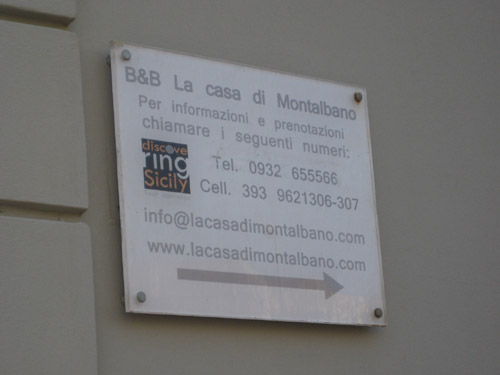 B&B La casa di Montalbano
Per informazioni e prenotazioni
chiamare i seguenti numeri:
discove
ring
Sicily
Tel. 0932 655566
Cell. 393 9621306-307
info@lacasadimontalbano.com
www.lacasadimontalbano.com